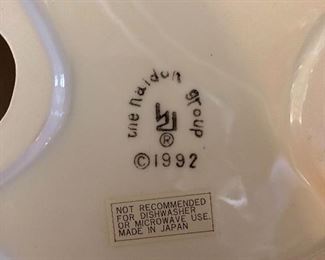 the haldon group
®
©1992
NOT RECOMMENDED
FOR DISHWASHER
OR MICROWAVE USE.
MADE IN JAPAN